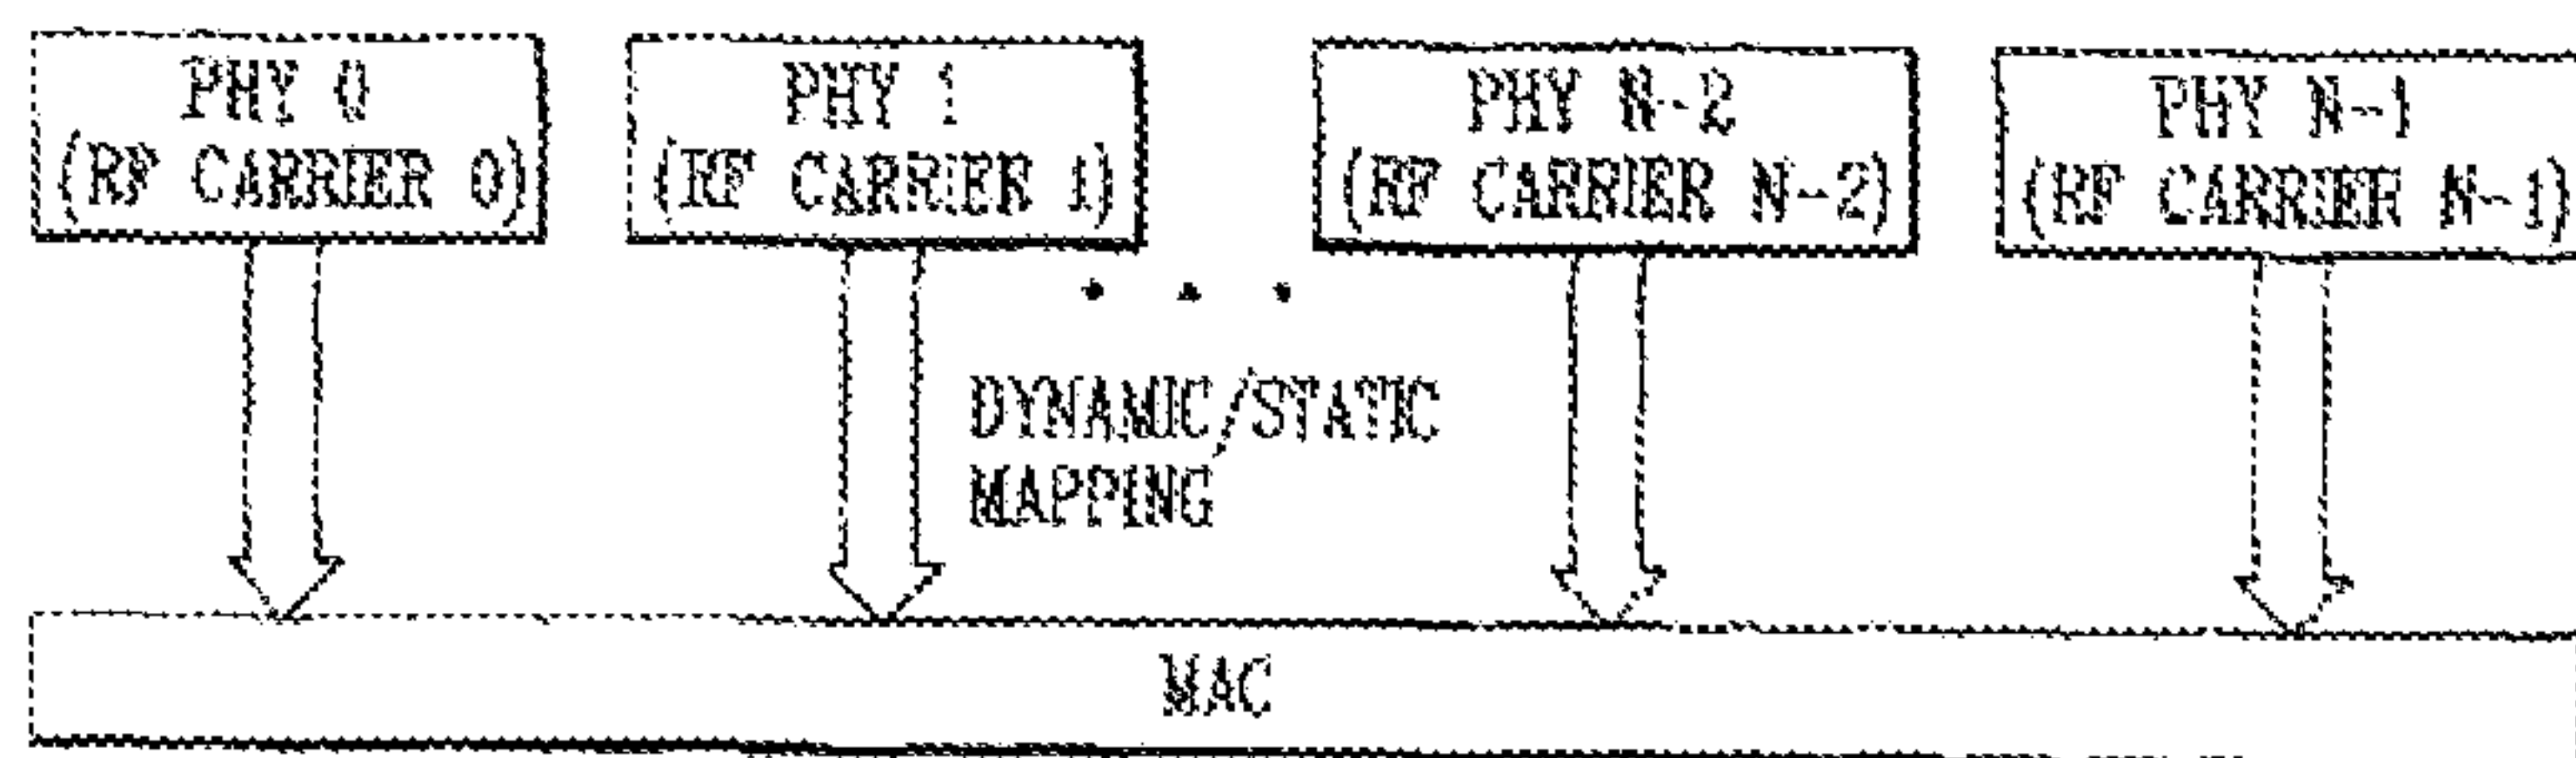 PHY 0
(RF CARRIER 0)
PHY 1
(RF CARRIER 1)
PHY N-2
(RF CARRIER N-2)
PHY N-1
(RF CARRIER N-1)
• • •
DYNAMIC/STATIC
MAPPING
MAC